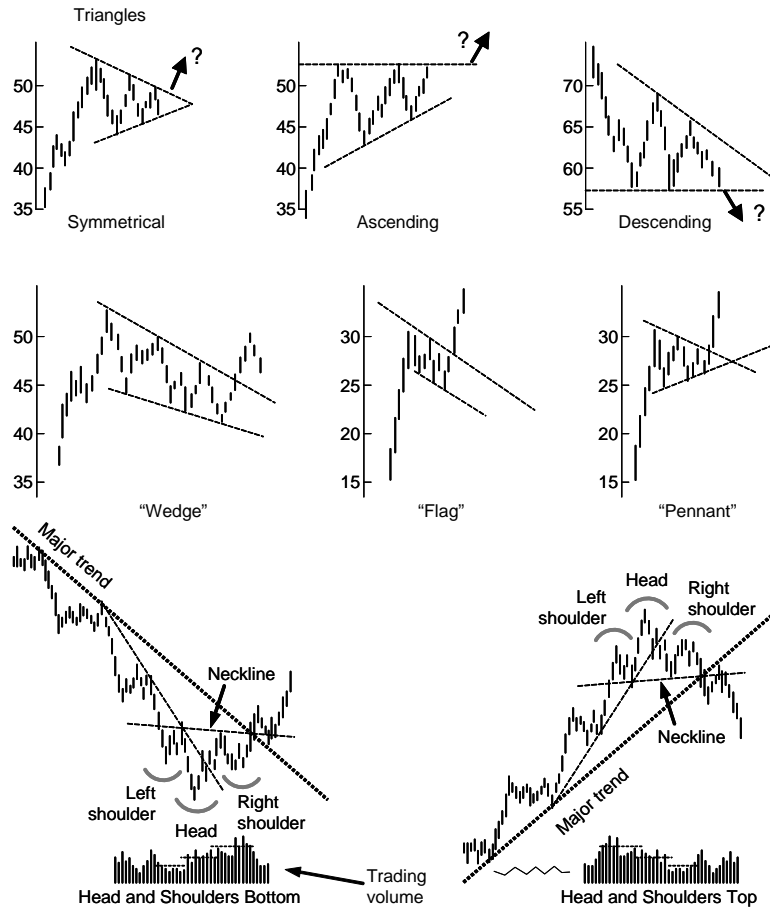 Triangles
?
50
45
40
35
Symmetrical
?
50
45
40
35
Ascending
70
65
60
55
?
Descending
50
45
40
35
“Wedge”
30
25
20
15
“Flag”
30
26
22
15
“Pennant”
Major trend
Neckline
Left
shoulder
Head
Right
shoulder
Trading
volume
Head and Shoulders Bottom
Left
shoulder
Head
Right
shoulder
Neckline
Major trend
Head and Shoulders Top